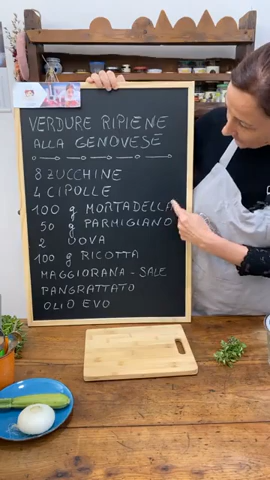 VERDURE RIPIENE
ALLA GENOVESE
8 ZUCCHINE
4 CIPOLLE
100 g MORTADELLA
50 g PARMIGIANO
2 UOVA
100 g RICOTTA
MAGGIORANA - SALE
PANGRATTATO
OLIO EVO